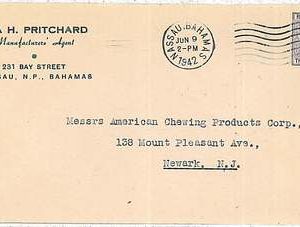 A H. PRITCHARD
Manufacturers' Agent
231 BAY STREET
SAU, N.P., BAHAMAS
NASSAU, BAHAMAS
JUN 9
2-PM
1942
Messrs American Chewing Products Corp.,
138 Mount Pleasant Ave.,
Newark, N.J.